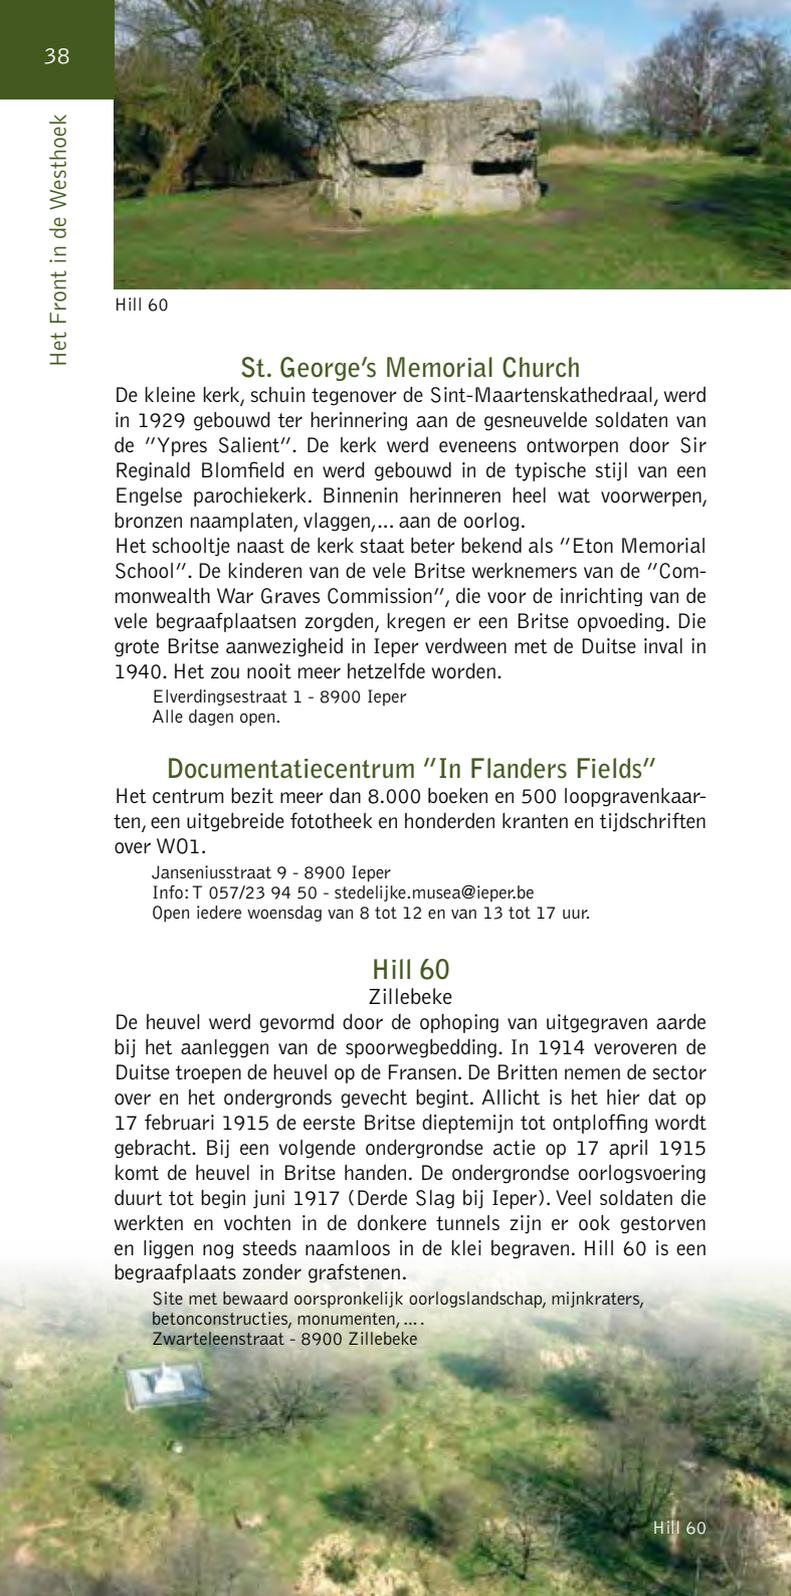 38
Het Front in de Westhoek
Hill 60
St. George’s Memorial Church
De kleine kerk, schuin tegenover de Sint-Maartenskathedraal, werd
in 1929 gebouwd ter herinnering aan de gesneuvelde soldaten van
de “Ypres Salient”. De kerk werd eveneens ontworpen door Sir
Reginald Blomfield en werd gebouwd in de typische stijl van een
Engelse parochiekerk. Binnenin herinneren heel wat voorwerpen,
bronzen naamplaten, vlaggen,... aan de oorlog.
Het schooltje naast de kerk staat beter bekend als “Eton Memorial
School”. De kinderen van de vele Britse werknemers van de “Com-
monwealth War Graves Commission”, die voor de inrichting van de
vele begraafplaatsen zorgden, kregen er een Britse opvoeding. Die
grote Britse aanwezigheid in Ieper verdween met de Duitse inval in
1940. Het zou nooit meer hetzelfde worden.
Elverdingsestraat 1 - 8900 Ieper
Alle dagen open.
Documentatiecentrum “In Flanders Fields”
Het centrum bezit meer dan 8.000 boeken en 500 loopgravenkaar-
ten, een uitgebreide fototheek en honderden kranten en tijdschriften
over WO1.
Janseniusstraat 9 - 8900 Ieper
Info: T 057/23 94 50 - stedelijke.musea@ieper.be
Open iedere woensdag van 8 tot 12 en van 13 tot 17 uur.
Hill 60
Zillebeke
De heuvel werd gevormd door de ophoping van uitgegraven aarde
bij het aanleggen van de spoorwegbedding. In 1914 veroveren de
Duitse troepen de heuvel op de Fransen. De Britten nemen de sector
over en het ondergronds gevecht begint. Allicht is het hier dat op
17 februari 1915 de eerste Britse dieptemijn tot ontploffing wordt
gebracht. Bij een volgende ondergrondse actie op 17 april 1915
komt de heuvel in Britse handen. De ondergrondse oorlogsvoering
duurt tot begin juni 1917 (Derde Slag bij Ieper). Veel soldaten die
werkten en vochten in de donkere tunnels zijn er ook gestorven
en liggen nog steeds naamloos in de klei begraven. Hill 60 is een
begraafplaats zonder grafstenen.
Site met bewaard oorspronkelijk oorlogslandschap, mijnkraters,
betonconstructies, monumenten, ... .
Zwarteleenstraat - 8900 Zillebeke
Hill 60